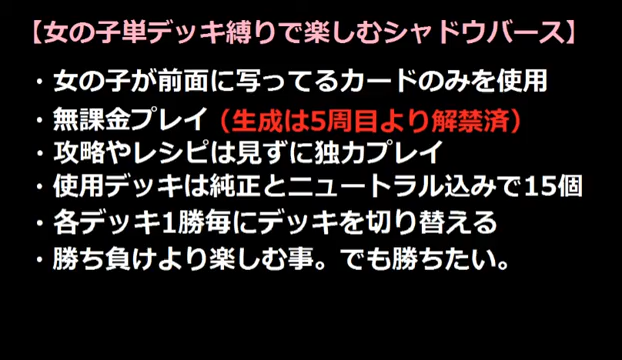 【女の子単デッキ縛りで楽しむシャドウバース】
・女の子が前面に写ってるカードのみを使用
・無課金プレイ（生成は5周目より解禁済）
・攻略やレシピは見ずに独力プレイ
・使用デッキは純正とニュートラル込みで15個
・各デッキ1勝毎にデッキを切り替える
・勝ち負けより楽しむ事。でも勝ちたい。